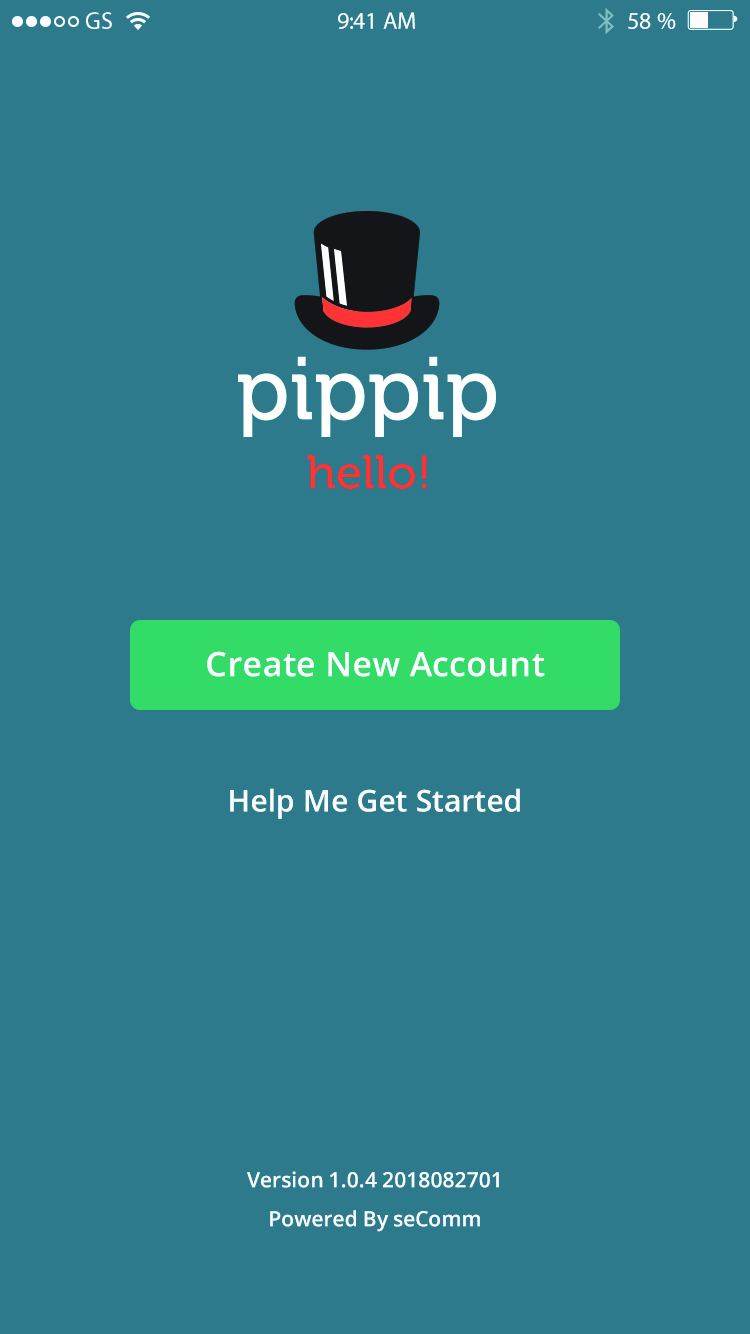 GS 9:41 AM 58 %
pippip
hello!
Create New Account
Help Me Get Started
Version 1.0.4 2018082701
Powered By seComm